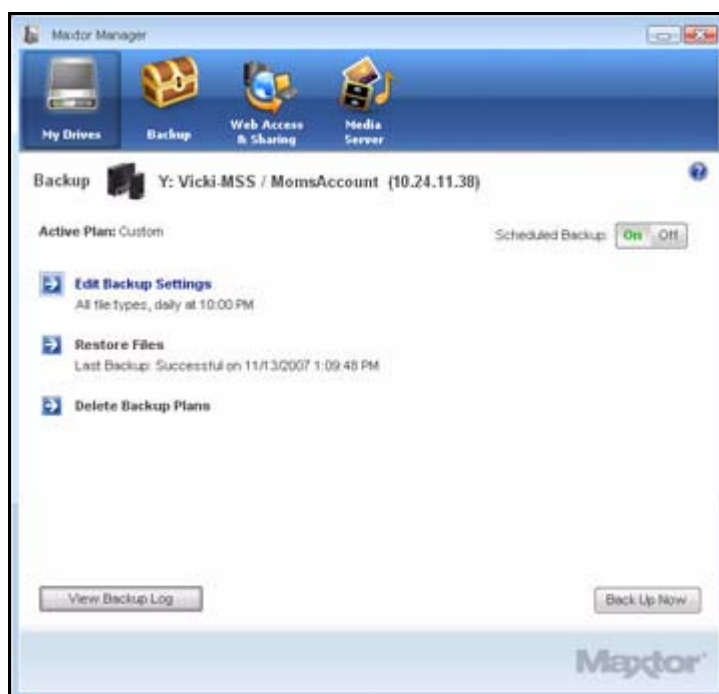 Maxtor Manager
My Drives
Backup
Web Access
& Sharing
Media
Server
Backup Y: Vicki-MSS / MomsAccount (10.24.11.38)
Active Plan: Custom
Scheduled Backup: On Off
Edit Backup Settings
All file types, daily at 10:00 PM
Restore Files
Last Backup: Successful on 11/13/2007 1:09:48 PM
Delete Backup Plans
View Backup Log
Back Up Now
Maxtor